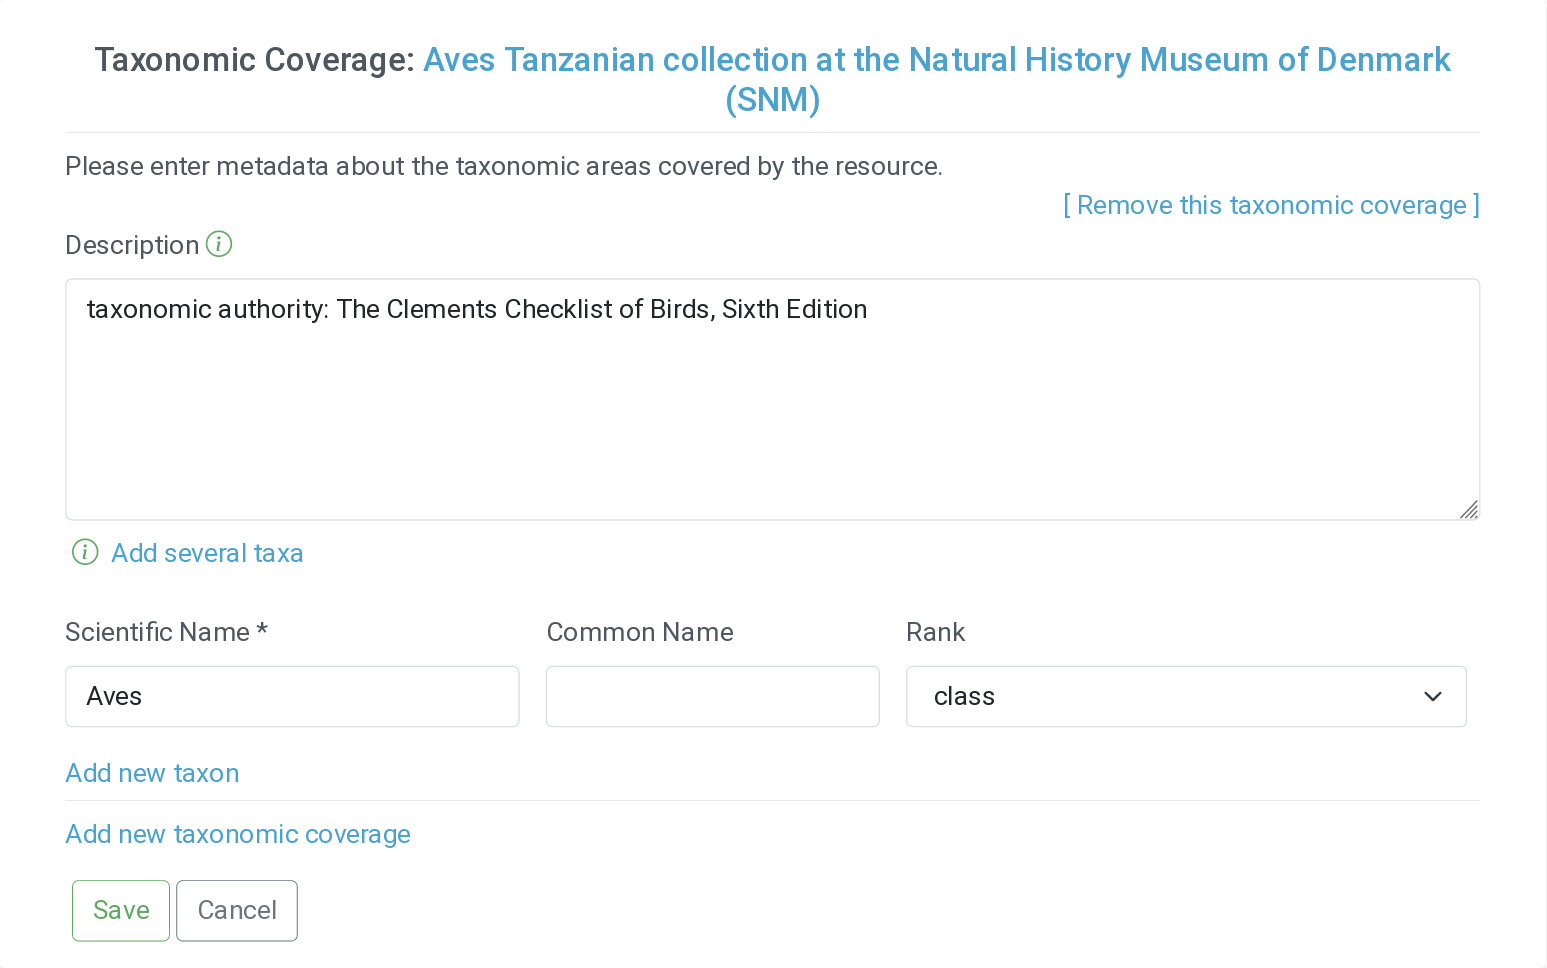 Taxonomic Coverage: Aves Tanzanian collection at the Natural History Museum of Denmark
(SNM)
Please enter metadata about the taxonomic areas covered by the resource.
[ Remove this taxonomic coverage ]
Description
taxonomic authority: The Clements Checklist of Birds, Sixth Edition
Add several taxa
Scientific Name * Common Name Rank
Aves class
Add new taxon
Add new taxonomic coverage
Save Cancel